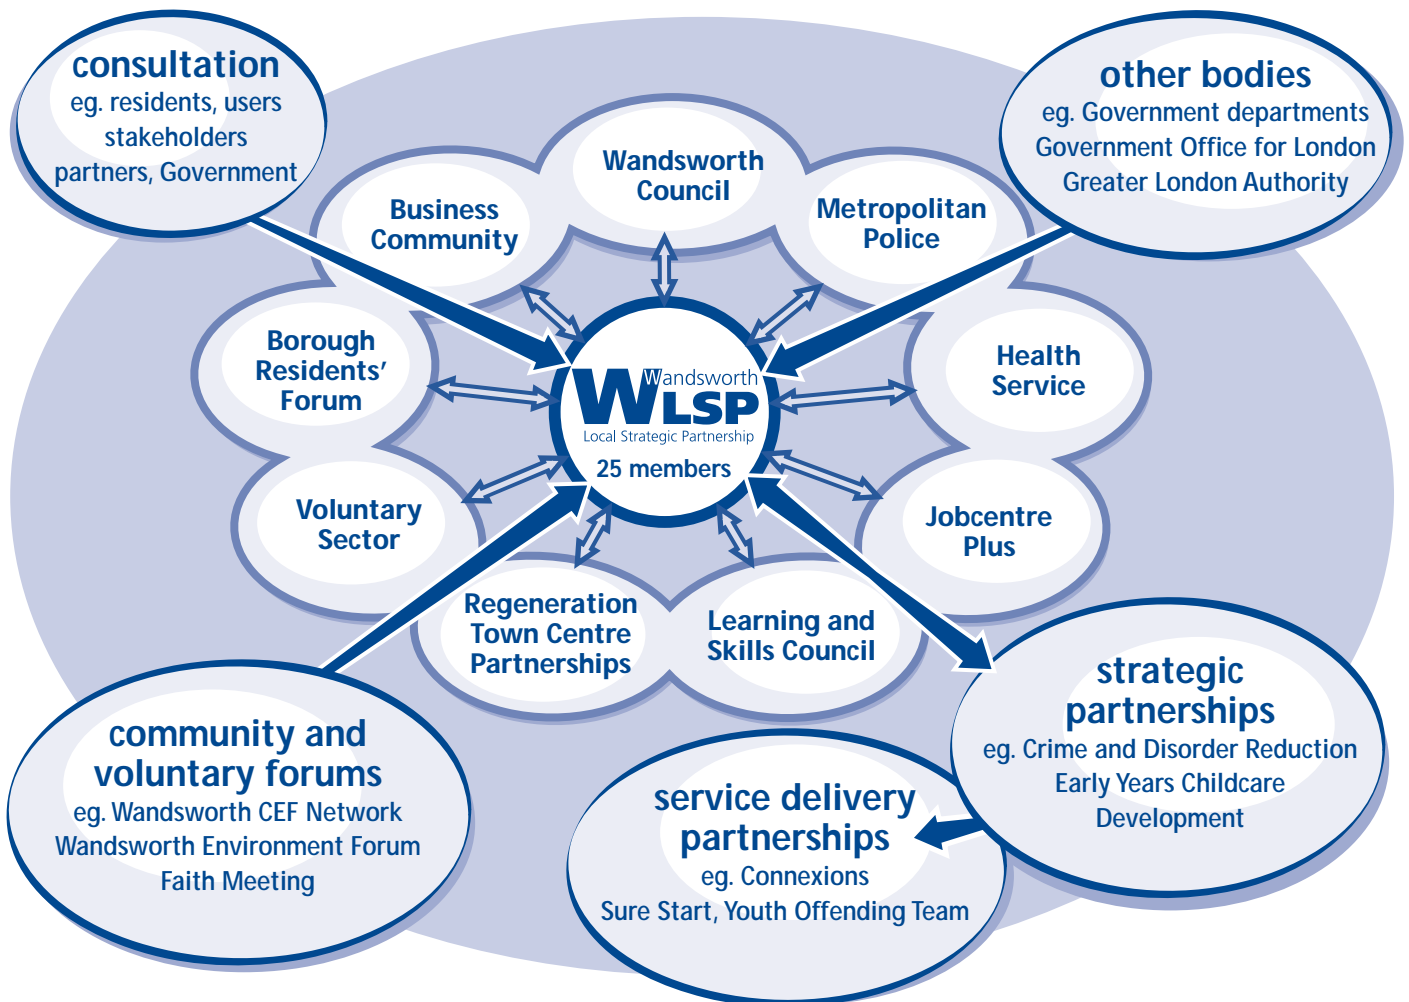 consultation
eg. residents, users
stakeholders
partners, Government
other bodies
eg. Government departments
Government Office for London
Greater London Authority
Wandsworth
Council
Business
Community
Metropolitan
Police
Borough
Residents’
Forum
Health
Service
Wandsworth
WLSP
Local Strategic Partnership
25 members
Voluntary
Sector
Jobcentre
Plus
Regeneration
Town Centre
Partnerships
Learning and
Skills Council
community and
voluntary forums
eg. Wandsworth CEF Network
Wandsworth Environment Forum
Faith Meeting
strategic
partnerships
eg. Crime and Disorder Reduction
Early Years Childcare
Development
service delivery
partnerships
eg. Connexions
Sure Start, Youth Offending Team